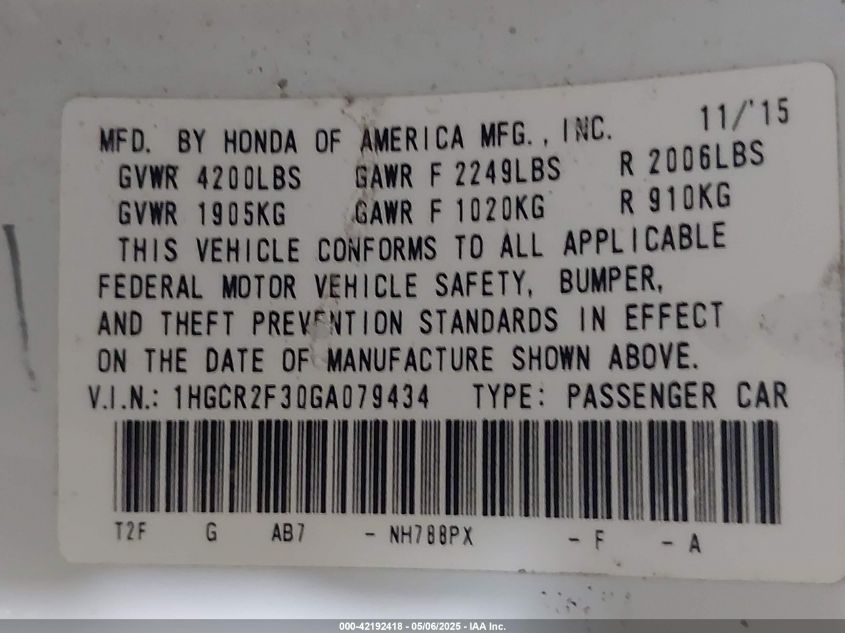 11/'15
MFD. BY HONDA OF AMERICA MFG., INC.
GVWR 4200LBS GAWR F 2249LBS R 2006LBS
GVWR 1905KG GAWR F 1020KG R 910KG
THIS VEHICLE CONFORMS TO ALL APPLICABLE
FEDERAL MOTOR VEHICLE SAFETY, BUMPER,
AND THEFT PREVENTION STANDARDS IN EFFECT
ON THE DATE OF MANUFACTURE SHOWN ABOVE.
V.I.N.: 1HGCR2F30GA079434 TYPE: PASSENGER CAR
T2F G AB7 - NH788PX - F - A
000-42192418 - 05/06/2025 - IAA Inc.